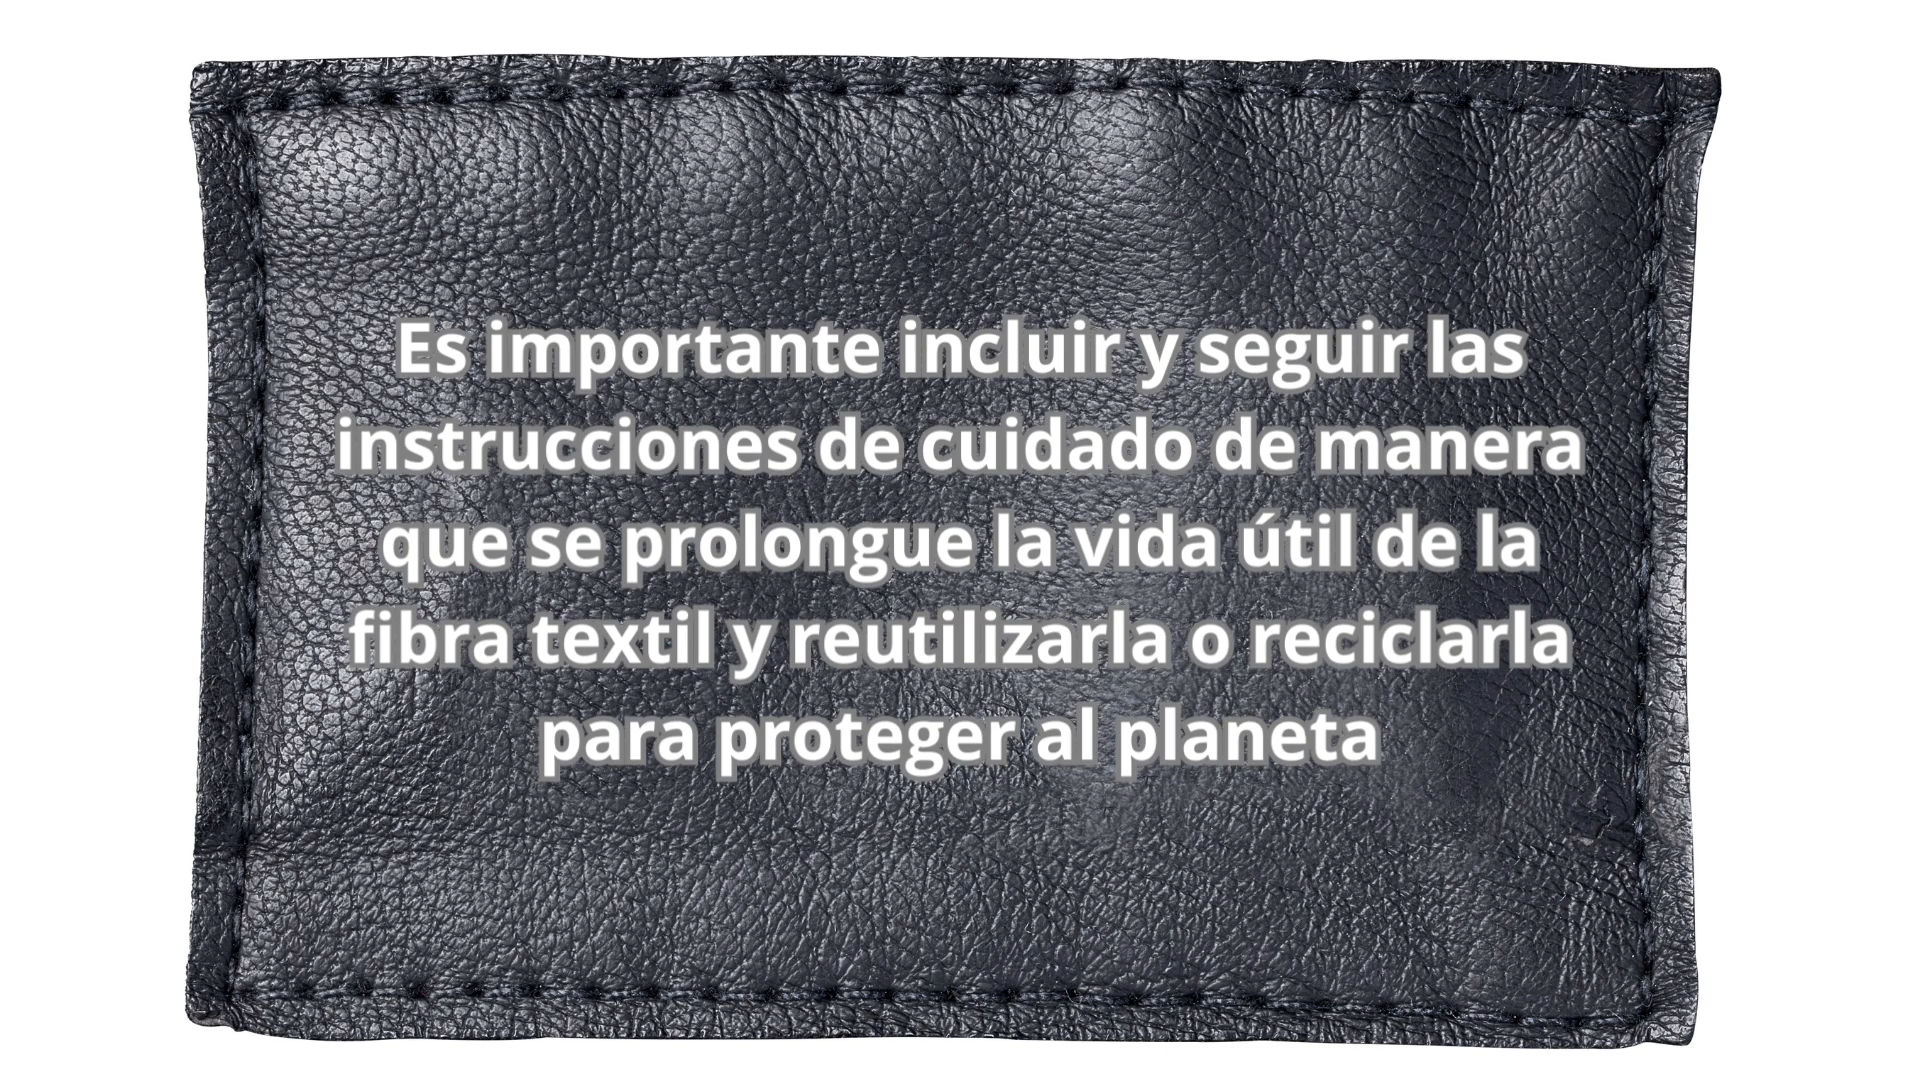 Es importante incluir y seguir las
instrucciones de cuidado de manera
que se prolongue la vida útil de la
fibra textil y reutilizarla o reciclarla
para proteger al planeta